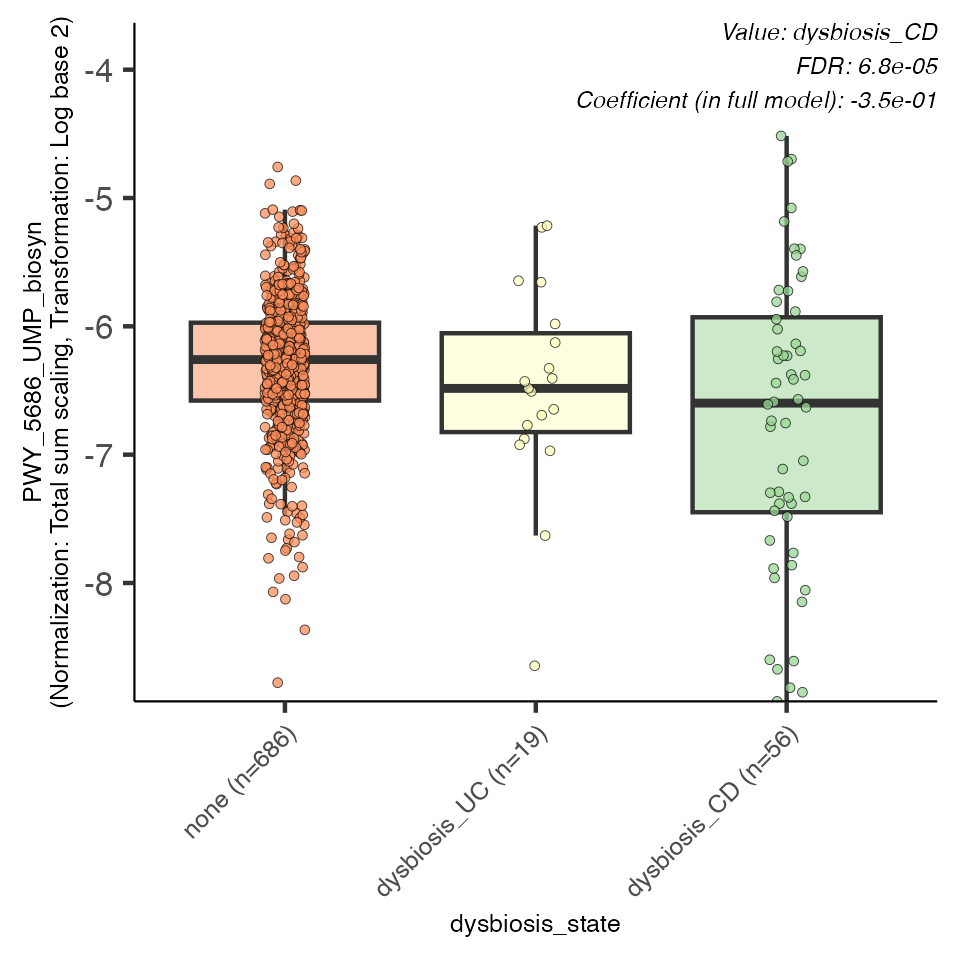 Value: dysbiosis_CD
FDR: 6.8e-05
Coefficient (in full model): -3.5e-01
PWY_5686_UMP_biosyn
(Normalization: Total sum scaling, Transformation: Log base 2)
-4
-5
-6
-7
-8
none (n=686)
dysbiosis_UC (n=19)
dysbiosis_CD (n=56)
dysbiosis_state